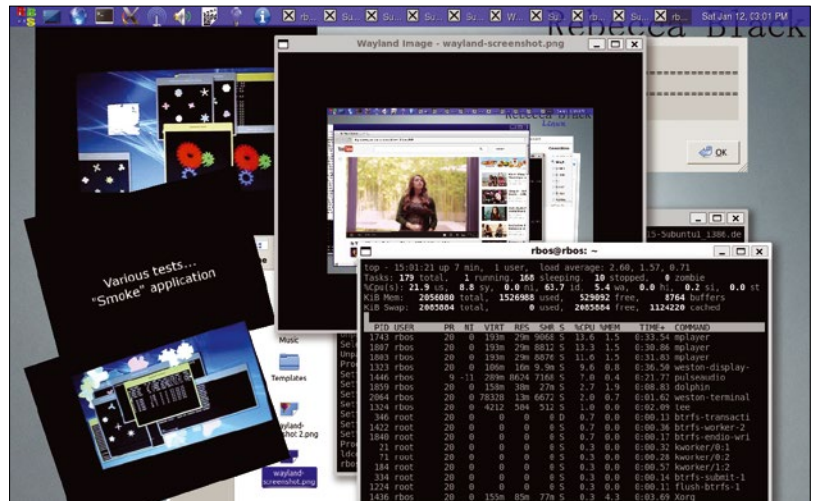 rb... Su... Su... Su... Su... Su... W... Su... rb... Su... rb... Sat Jan 12, 03:01 PM
Rebecca Black
Wayland Image - wayland-screenshot.png
OK
Various tests...
"Smoke" application
Music
Templates
wayland-
screenshot
rbos@rbos: ~
top - 15:01:21 up 7 min, 1 user, load average: 2.60, 1.57, 0.71
Tasks: 179 total, 1 running, 168 sleeping, 10 stopped, 0 zombie
%Cpu(s): 21.9 us, 8.8 sy, 0.0 ni, 63.7 id, 5.4 wa, 0.0 hi, 0.2 si, 0.0 st
KiB Mem: 2056080 total, 1526988 used, 529092 free, 8764 buffers
KiB Swap: 2085884 total, 0 used, 2085884 free, 1124220 cached
PID USER PR NI VIRT RES SHR S %CPU %MEM TIME+ COMMAND
1743 rbos 20 0 193m 29m 9068 S 13.6 1.5 0:33.54 mplayer
1807 rbos 20 0 193m 29m 8812 S 13.3 1.5 0:30.86 mplayer
1803 rbos 20 0 193m 29m 8876 S 11.6 1.5 0:31.83 mplayer
1323 rbos 20 0 106m 16m 9.9m S 9.6 0.8 0:36.50 weston-display-
1446 rbos 9 -11 289m 8624 7168 S 7.0 0.4 0:21.77 pulseaudio
1859 rbos 20 0 158m 38m 27m S 2.7 1.9 0:08.83 dolphin
2064 rbos 20 0 78328 13m 6672 S 2.7 0.7 0:01.62 weston-terminal
1324 rbos 20 0 4212 584 512 S 1.0 0.0 0:02.09 tee
346 root 20 0 0 0 0 D 0.7 0.0 0:00.13 btrfs-transacti
1422 root 20 0 0 0 0 S 0.7 0.0 0:00.36 btrfs-worker-2
1840 root 20 0 0 0 0 S 0.7 0.0 0:00.17 btrfs-endio-wri
21 root 20 0 0 0 0 S 0.3 0.0 0:00.32 kworker/0:1
71 root 20 0 0 0 0 S 0.3 0.0 0:00.28 kworker/0:2
184 root 20 0 0 0 0 S 0.3 0.0 0:00.57 kworker/1:2
334 root 20 0 0 0 0 S 0.3 0.0 0:00.14 btrfs-submit-1
1224 root 20 0 0 0 0 S 0.3 0.0 0:00.11 flush-btrfs-1
1436 rbos 20 0 155m 85m 77m S 0.3 4.3 0:03.69 Xorg